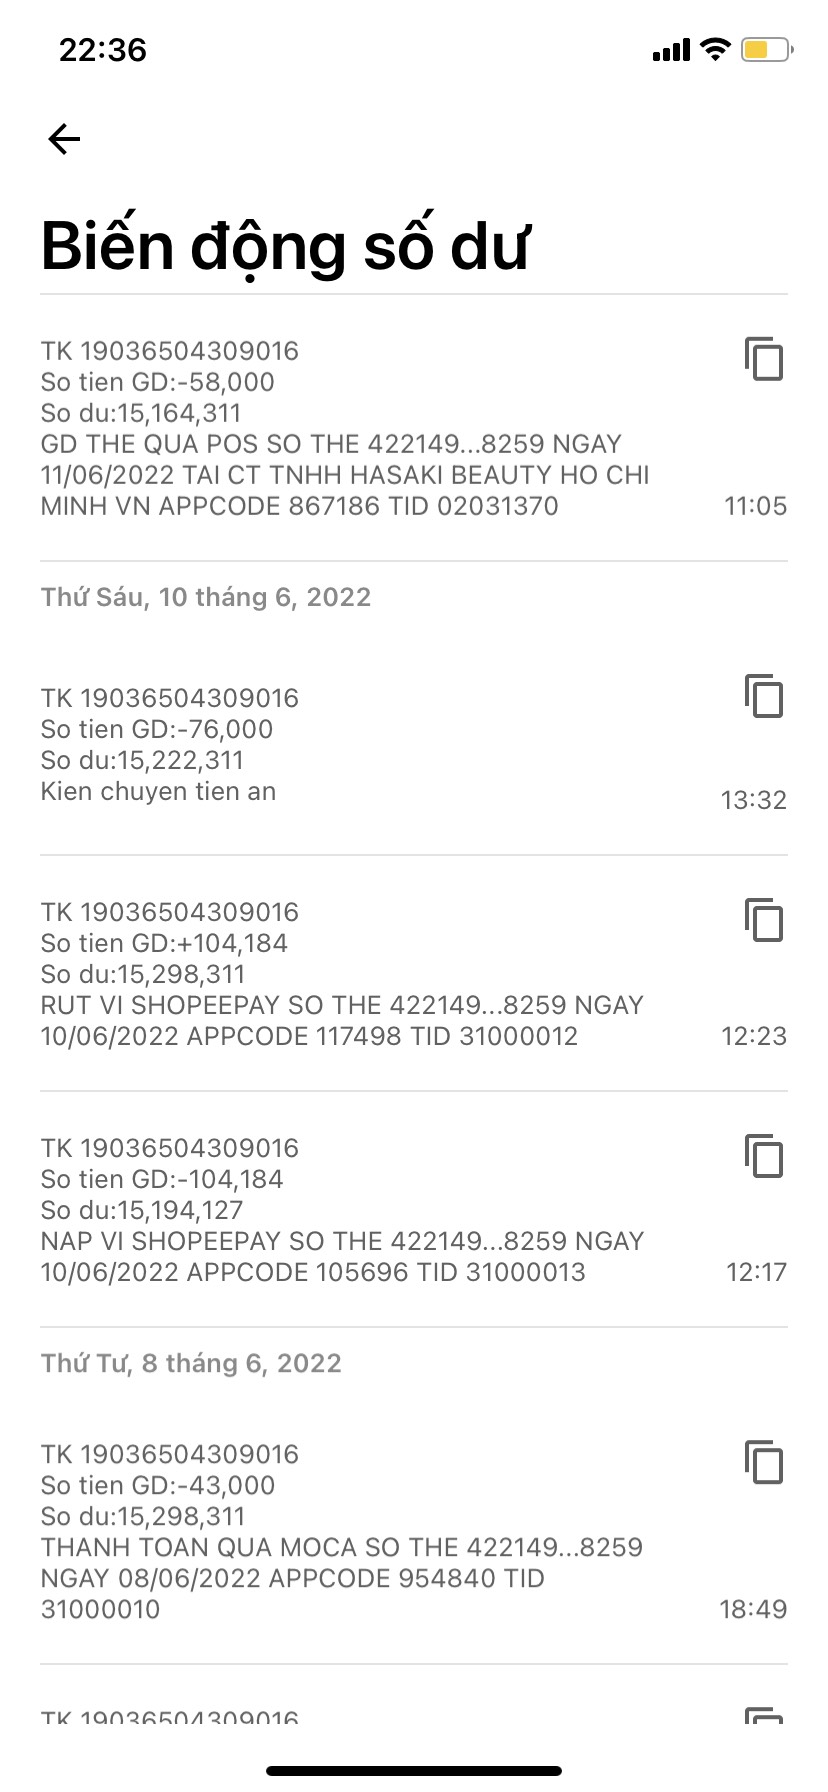 22:36
Biến động số dư
TK 19036504309016
So tien GD:-58,000
So du:15,164,311
GD THE QUA POS SO THE 422149...8259 NGAY
11/06/2022 TAI CT TNHH HASAKI BEAUTY HO CHI
MINH VN APPCODE 867186 TID 02031370
11:05
Thứ Sáu, 10 tháng 6, 2022
TK 19036504309016
So tien GD:-76,000
So du:15,222,311
Kien chuyen tien an
13:32
TK 19036504309016
So tien GD:+104,184
So du:15,298,311
RUT VI SHOPEEPAY SO THE 422149...8259 NGAY
10/06/2022 APPCODE 117498 TID 31000012
12:23
TK 19036504309016
So tien GD:-104,184
So du:15,194,127
NAP VI SHOPEEPAY SO THE 422149...8259 NGAY
10/06/2022 APPCODE 105696 TID 31000013
12:17
Thứ Tư, 8 tháng 6, 2022
TK 19036504309016
So tien GD:-43,000
So du:15,298,311
THANH TOAN QUA MOCA SO THE 422149...8259
NGAY 08/06/2022 APPCODE 954840 TID
31000010
18:49
TK 19036504309016